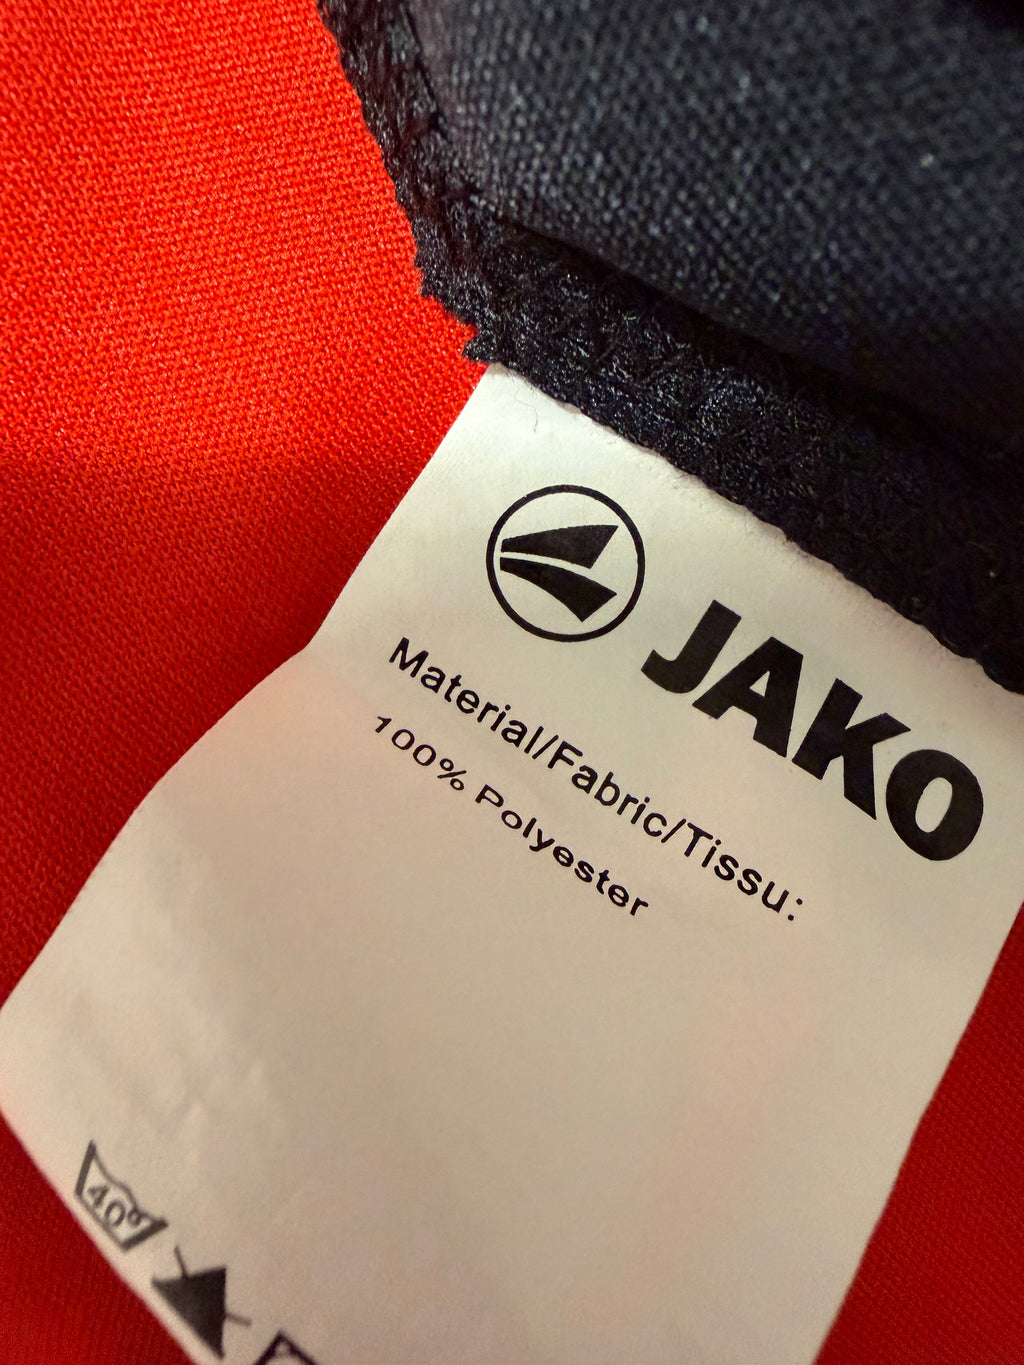 JAKO
Material/Fabric/Tissu:
100% Polyester
40°